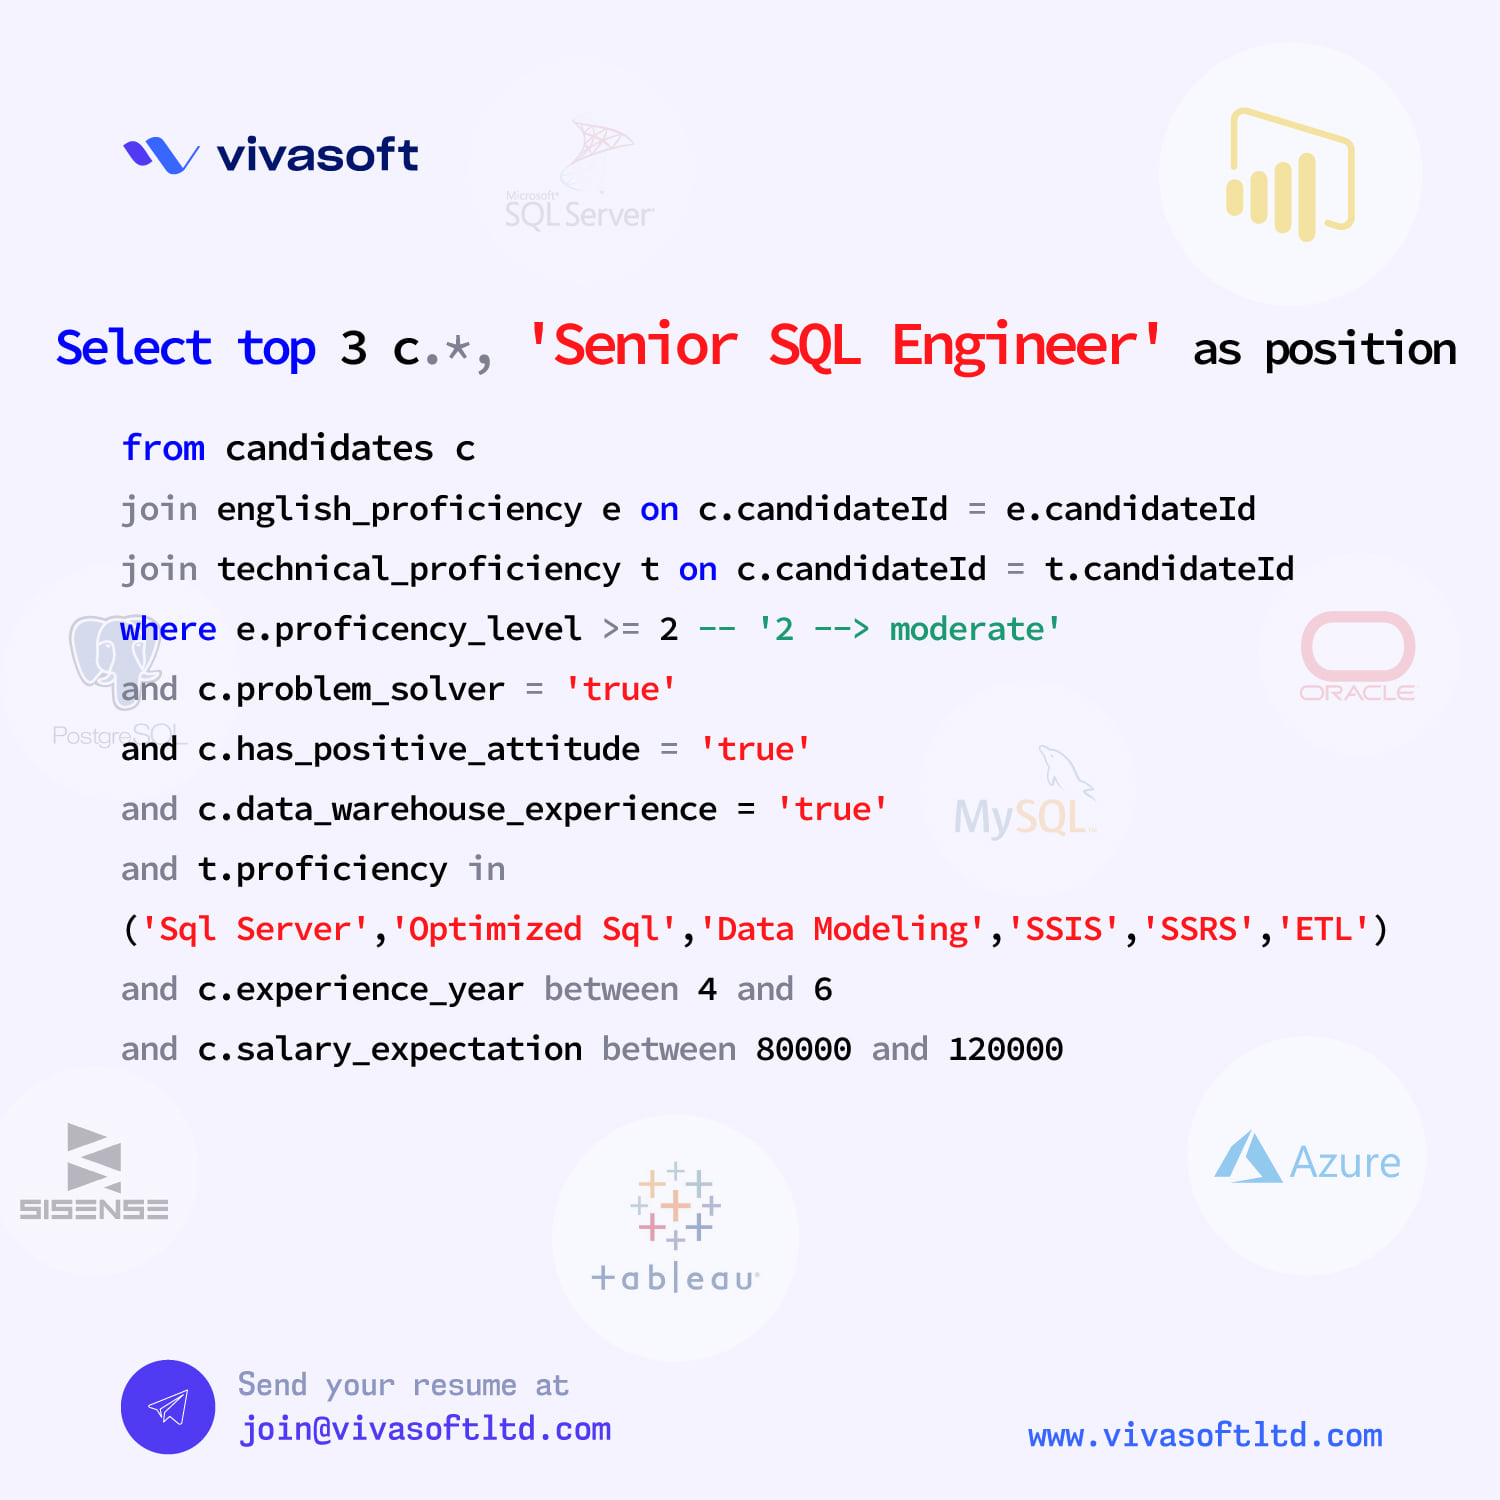 vivasoft
Microsoft®
SQL Server®
Select top 3 c.*, 'Senior SQL Engineer' as position
from candidates c
join english_proficiency e on c.candidateId = e.candidateId
join technical_proficiency t on c.candidateId = t.candidateId
where e.proficency_level >= 2 -- '2 --> moderate'
and c.problem_solver = 'true'
ORACLE
PostgreSQL
and c.has_positive_attitude = 'true'
and c.data_warehouse_experience = 'true'
MySQL™
and t.proficiency in
('Sql Server','Optimized Sql','Data Modeling','SSIS','SSRS','ETL')
and c.experience_year between 4 and 6
and c.salary_expectation between 80000 and 120000
Azure
SISENSE
+ableau®
Send your resume at
join@vivasoftltd.com
www.vivasoftltd.com